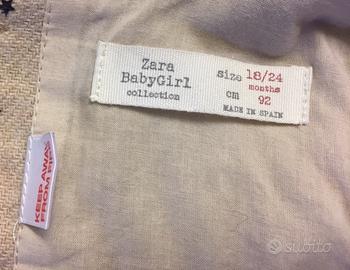 Zara
BabyGirl
collection
size 18/24
months
cm 92
MADE IN SPAIN
KEEP AWAY
FROM FIRE
subito